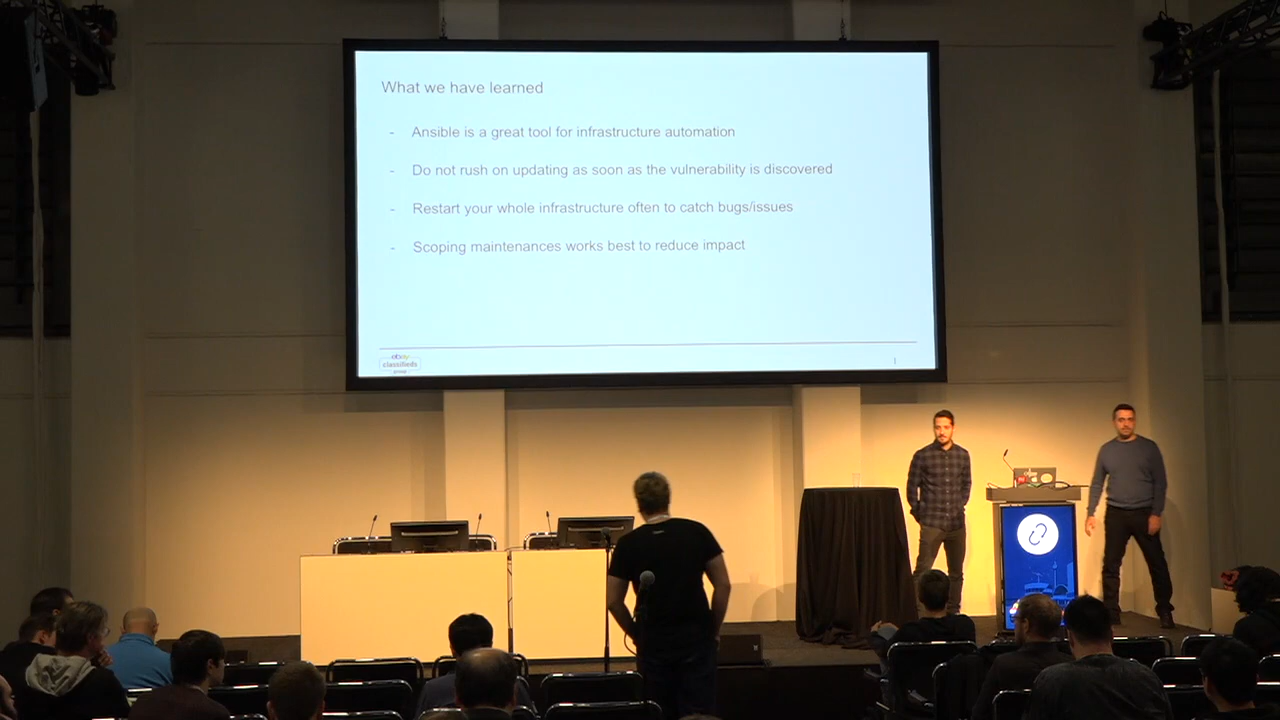 What we have learned
- Ansible is a great tool for infrastructure automation
- Do not rush on updating as soon as the vulnerability is discovered
- Restart your whole infrastructure often to catch bugs/issues
- Scoping maintenances works best to reduce impact
ebay
classifieds
group